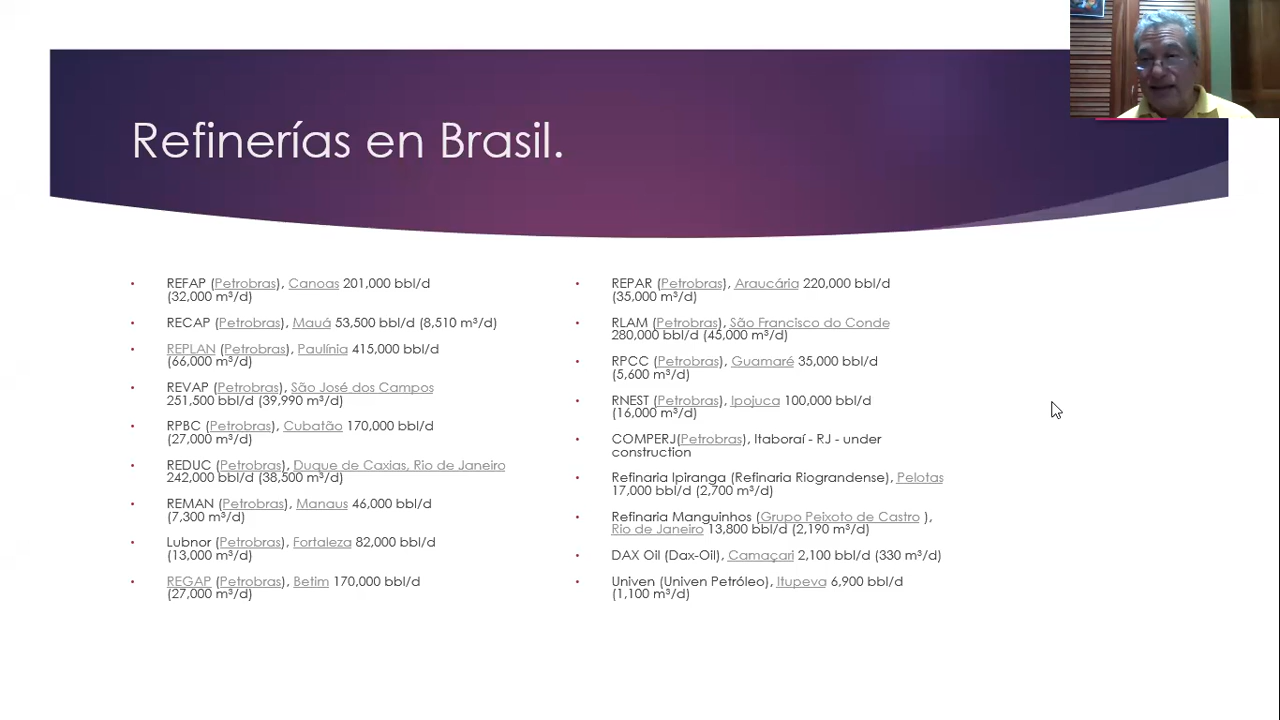 Refinerías en Brasil.
REFAP (Petrobras), Canoas 201,000 bbl/d
(32,000 m³/d)
RECAP (Petrobras), Mauá 53,500 bbl/d (8,510 m³/d)
REPLAN (Petrobras), Paulínia 415,000 bbl/d
(66,000 m³/d)
REVAP (Petrobras), São José dos Campos
251,500 bbl/d (39,990 m³/d)
RPBC (Petrobras), Cubatão 170,000 bbl/d
(27,000 m³/d)
REDUC (Petrobras), Duque de Caxias, Rio de Janeiro
242,000 bbl/d (38,500 m³/d)
REMAN (Petrobras), Manaus 46,000 bbl/d
(7,300 m³/d)
Lubnor (Petrobras), Fortaleza 82,000 bbl/d
(13,000 m³/d)
REGAP (Petrobras), Betim 170,000 bbl/d
(27,000 m³/d)
REPAR (Petrobras), Araucária 220,000 bbl/d
(35,000 m³/d)
RLAM (Petrobras), São Francisco do Conde
280,000 bbl/d (45,000 m³/d)
RPCC (Petrobras), Guamaré 35,000 bbl/d
(5,600 m³/d)
RNEST (Petrobras), Ipojuca 100,000 bbl/d
(16,000 m³/d)
COMPERJ(Petrobras), Itaboraí - RJ - under
construction
Refinaria Ipiranga (Refinaria Riograndense), Pelotas
17,000 bbl/d (2,700 m³/d)
Refinaria Manguinhos (Grupo Peixoto de Castro ),
Rio de Janeiro 13,800 bbl/d (2,190 m³/d)
DAX Oil (Dax-Oil), Camaçari 2,100 bbl/d (330 m³/d)
Univen (Univen Petróleo), Itupeva 6,900 bbl/d
(1,100 m³/d)